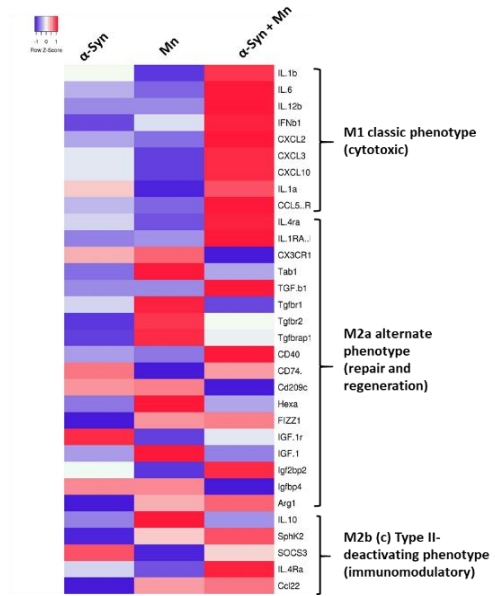 -1 0 1
Row Z-Score
α-Syn
Mn
α-Syn + Mn
IL.1b
IL.6
IL.12b
IFNb1
CXCL2
CXCL3
CXCL10
IL.1a
CCL5..R
IL.4ra
IL.1RA..
CX3CR1
Tab1
TGF.b1
Tgfbr1
Tgfbr2
Tgfbrap1
CD40
CD74.
Cd209c
Hexa
FIZZ1
IGF.1r
IGF.1
Igf2bp2
Igfbp4
Arg1
IL.10
SphK2
SOCS3
IL.4Ra
Ccl22
M1 classic phenotype
(cytotoxic)
M2a alternate
phenotype
(repair and
regeneration)
M2b (c) Type II-
deactivating phenotype
(immunomodulatory)